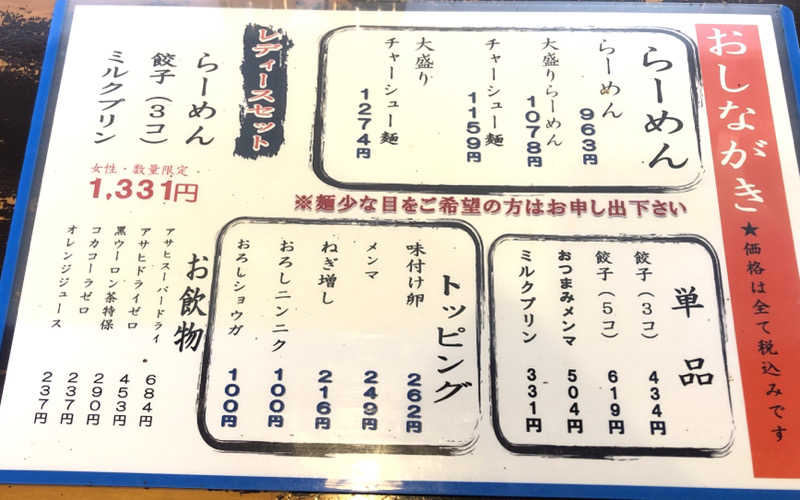 おしながき
★価格は全て税込みです
らーめん
らーめん 963円
大盛りらーめん 1078円
チャーシュー麺 1159円
大盛り
チャーシュー麺 1274円
レディースセット
らーめん
餃子(3コ)
ミルクプリン
女性・数量限定
1,331円
※麺少な目をご希望の方はお申し出下さい
単品
餃子(3コ) 434円
餃子(5コ) 619円
おつまみメンマ 504円
ミルクプリン 331円
トッピング
味付け卵 262円
メンマ 249円
ねぎ増し 216円
おろしニンニク 100円
おろしショウガ 100円
お飲物
アサヒスーパードライ 684円
アサヒドライゼロ 453円
黒ウーロン茶特保 290円
コカコーラゼロ 237円
オレンジジュース 237円